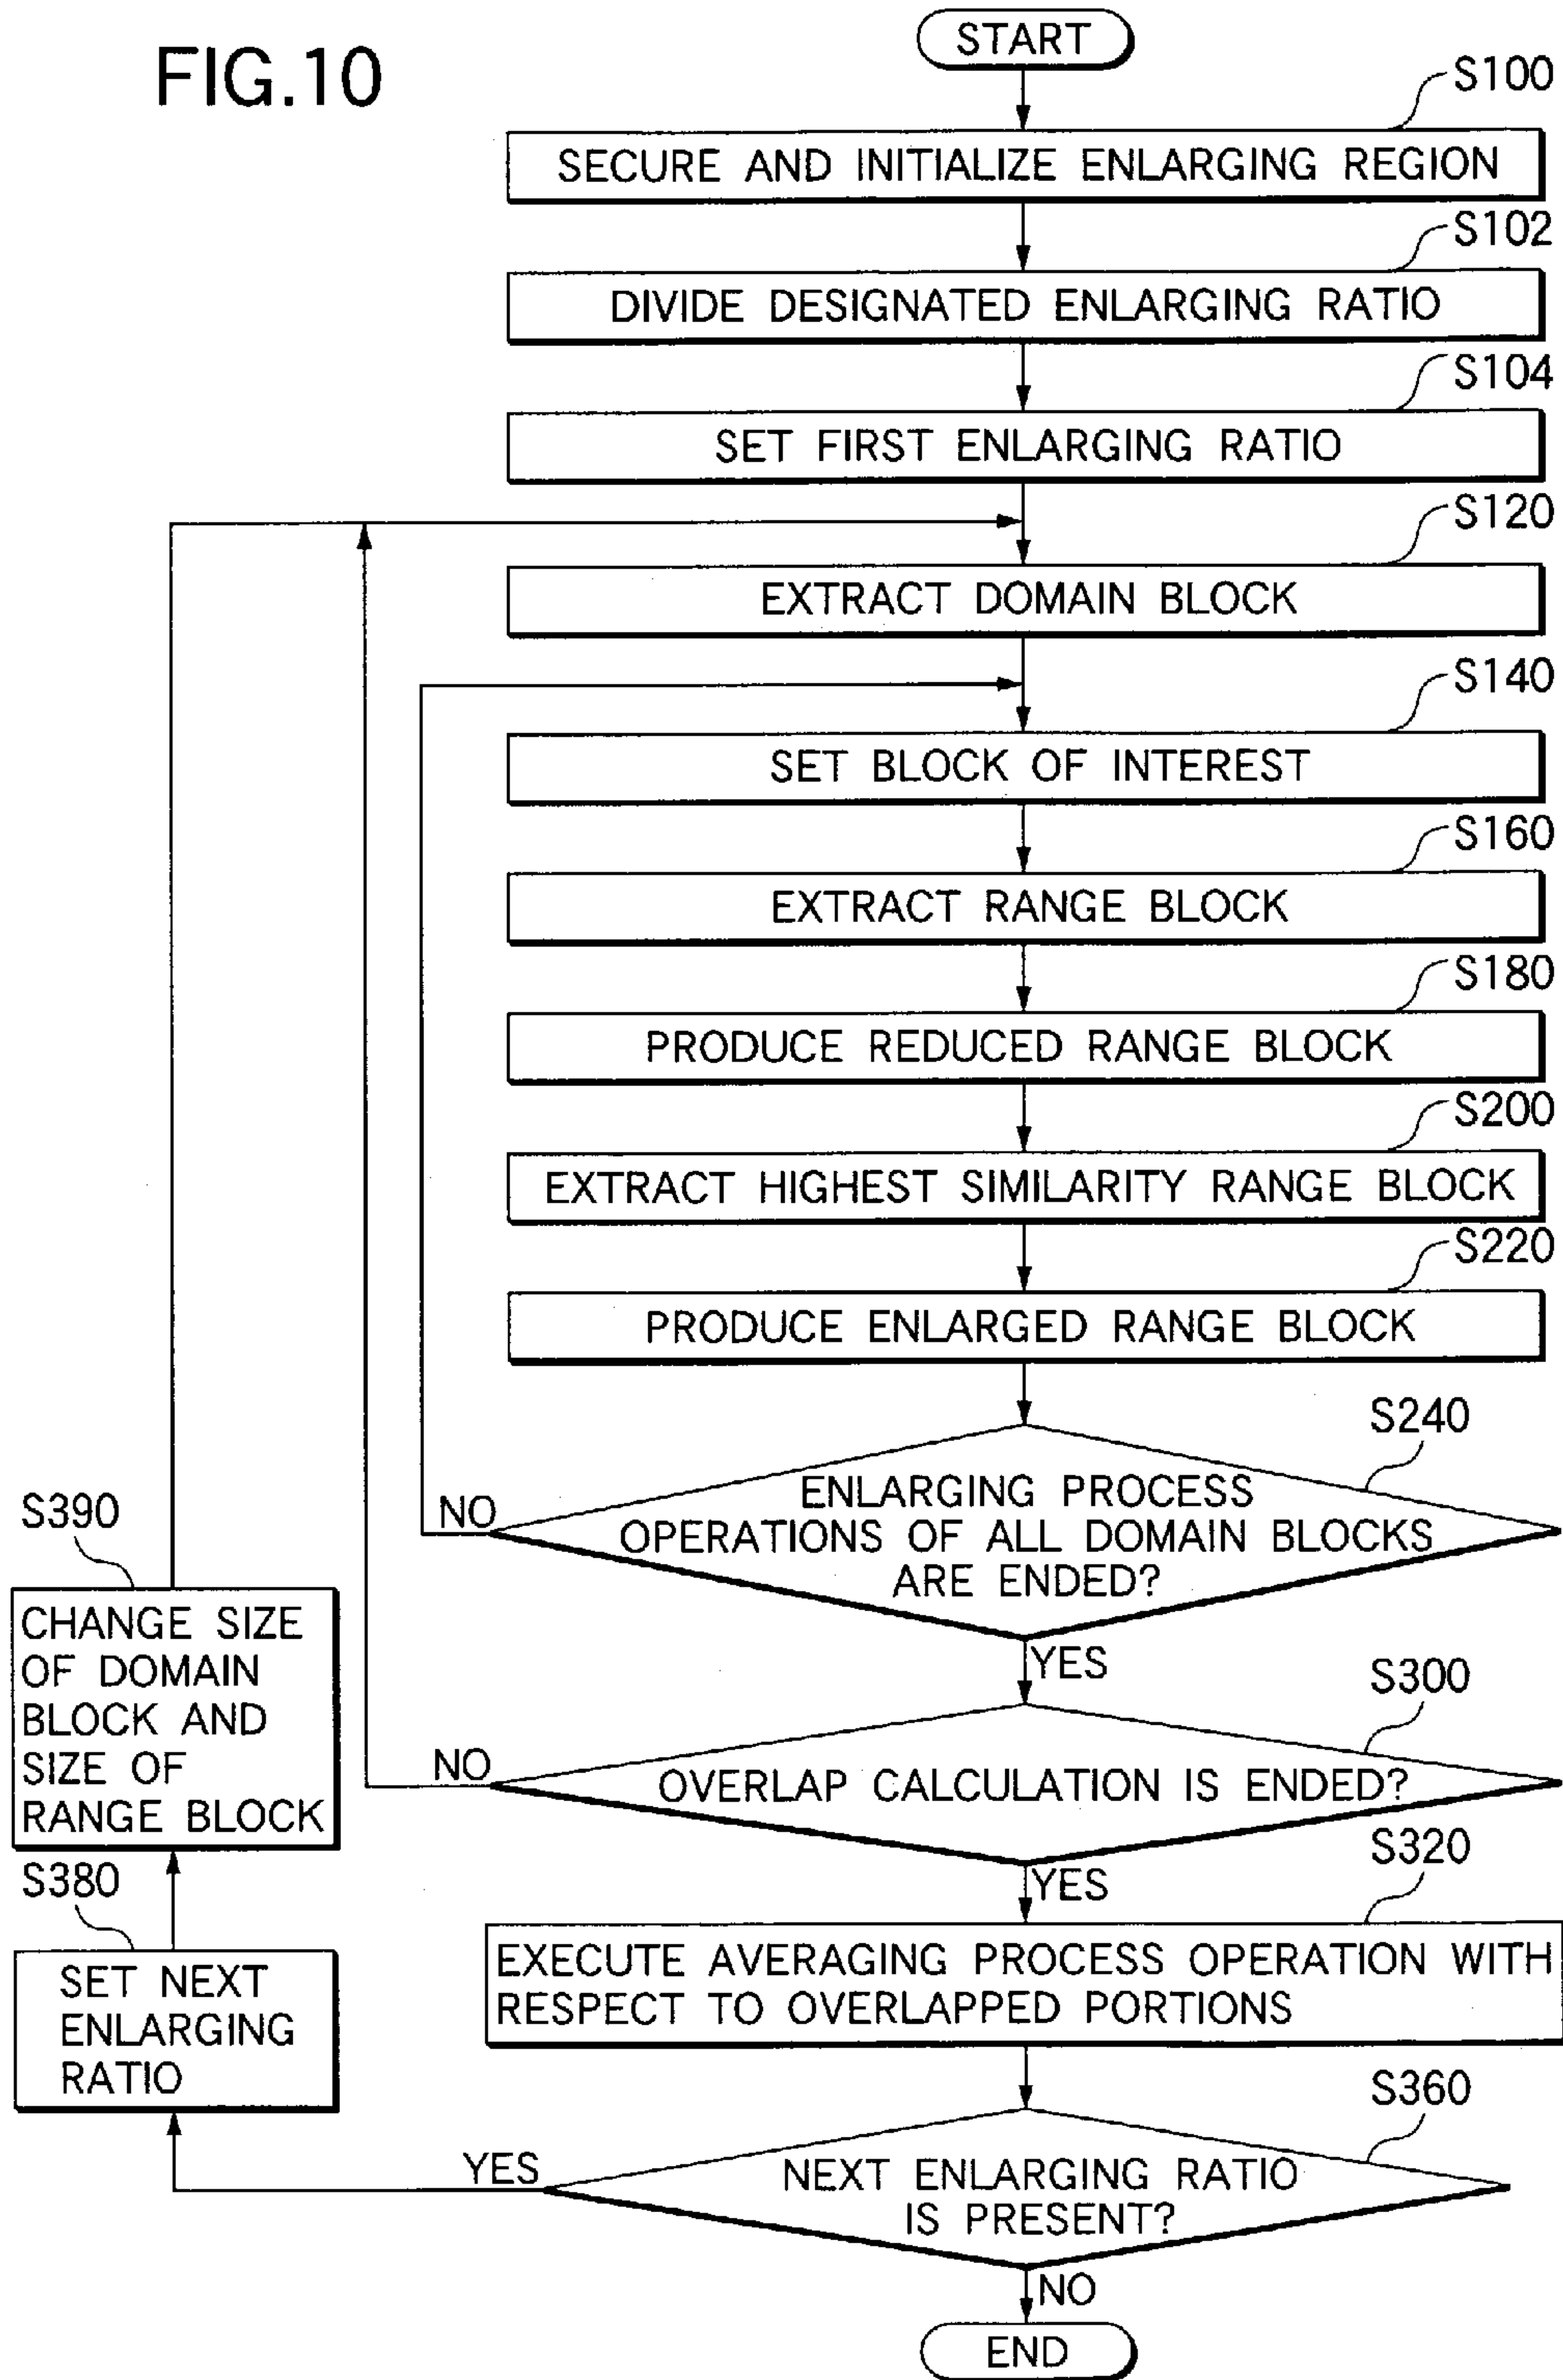 FIG.10
START
S100
SECURE AND INITIALIZE ENLARGING REGION
S102
DIVIDE DESIGNATED ENLARGING RATIO
S104
SET FIRST ENLARGING RATIO
S120
EXTRACT DOMAIN BLOCK
S140
SET BLOCK OF INTEREST
S160
EXTRACT RANGE BLOCK
S180
PRODUCE REDUCED RANGE BLOCK
S200
EXTRACT HIGHEST SIMILARITY RANGE BLOCK
S220
PRODUCE ENLARGED RANGE BLOCK
S240
ENLARGING PROCESS
OPERATIONS OF ALL DOMAIN BLOCKS
ARE ENDED?
NO
YES
S300
OVERLAP CALCULATION IS ENDED?
NO
YES
S320
EXECUTE AVERAGING PROCESS OPERATION WITH
RESPECT TO OVERLAPPED PORTIONS
S360
NEXT ENLARGING RATIO
IS PRESENT?
YES
NO
S380
SET NEXT
ENLARGING
RATIO
S390
CHANGE SIZE
OF DOMAIN
BLOCK AND
SIZE OF
RANGE BLOCK
END